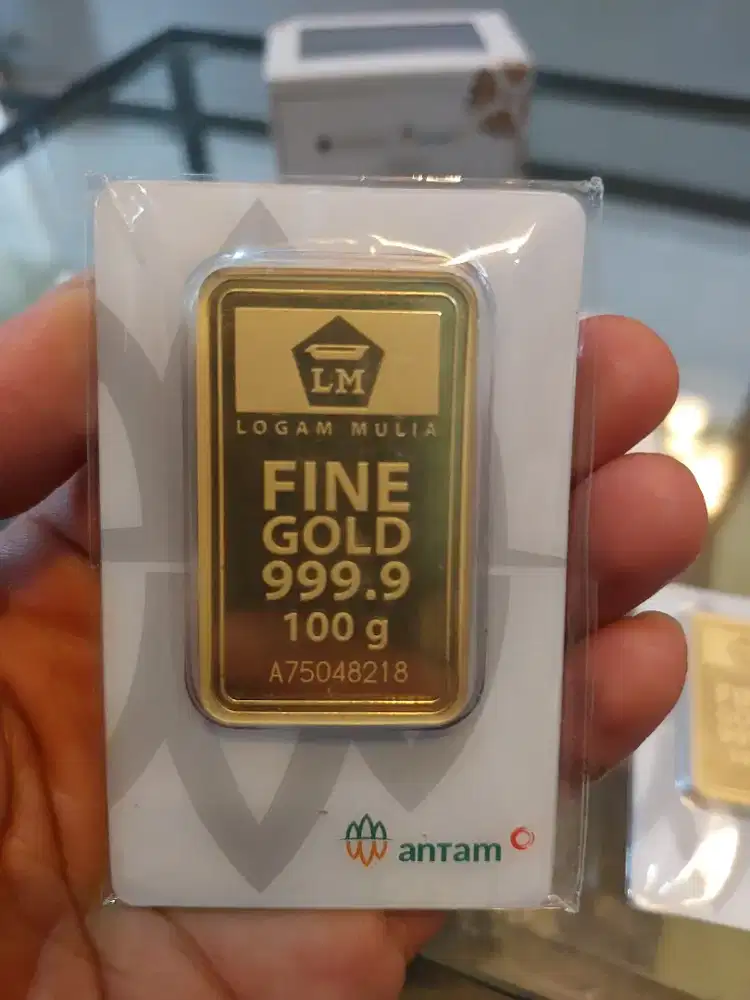 LM
LOGAM MULIA
FINE
GOLD
999.9
100 g
A75048218
antam